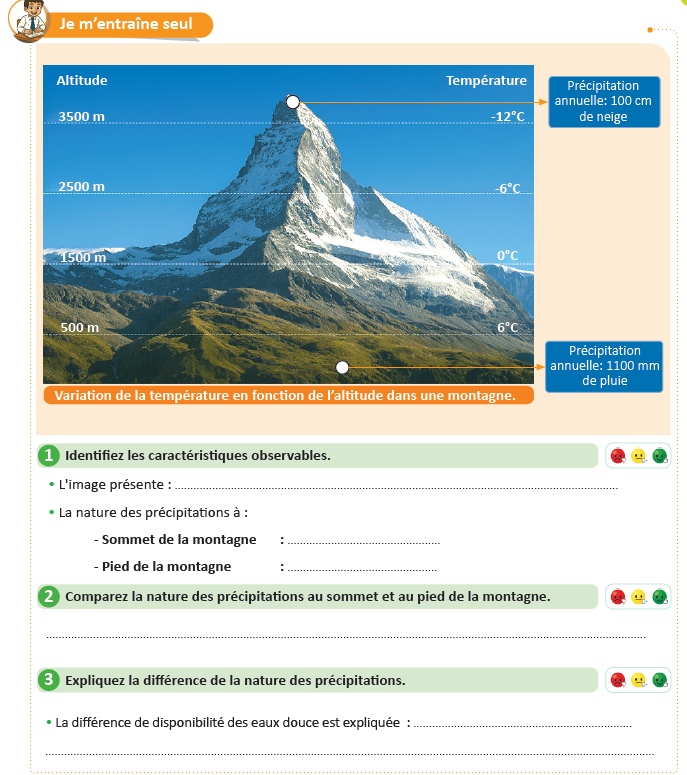 Je m'entraîne seul
Altitude
Température
Précipitation
annuelle: 100 cm
de neige
3500 m
-12°C
2500 m
-6°C
1500 m
0°C
500 m
6°C
Précipitation
annuelle: 1100 mm
de pluie
Variation de la température en fonction de l'altitude dans une montagne.
1 Identifiez les caractéristiques observables.
• L'image présente : ........................................................................
• La nature des précipitations à :
- Sommet de la montagne : ................................................
- Pied de la montagne : ................................................
2 Comparez la nature des précipitations au sommet et au pied de la montagne.
3 Expliquez la différence de la nature des précipitations.
• La différence de disponibilité des eaux douce est expliquée : ................................................